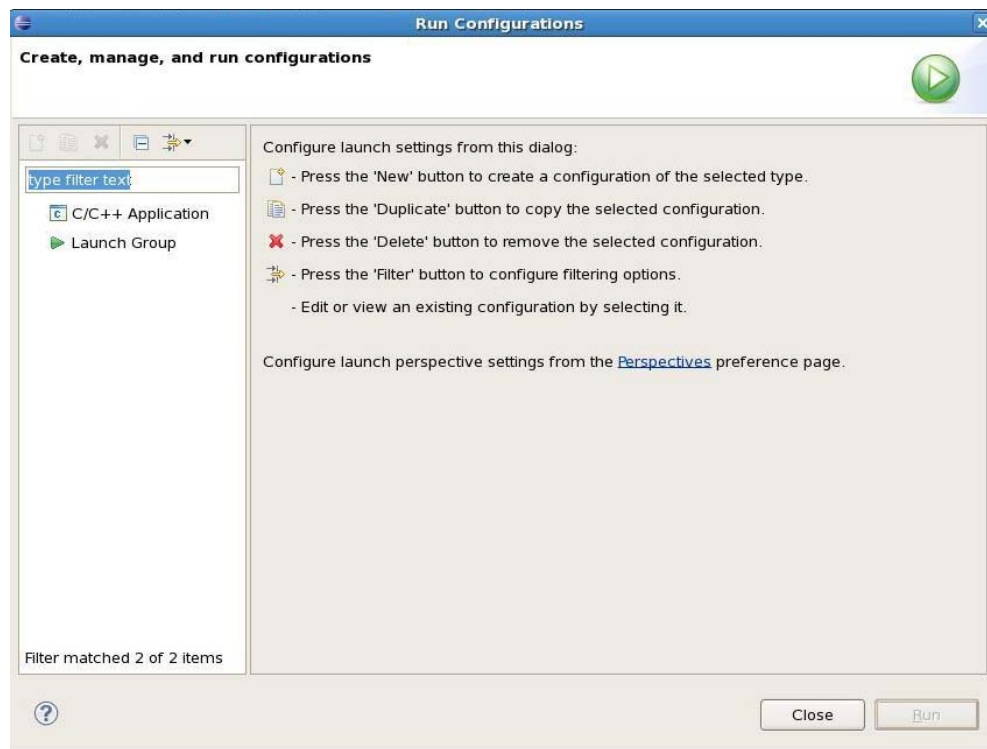 Run Configurations
Create, manage, and run configurations
type filter text
C/C++ Application
Launch Group
Filter matched 2 of 2 items
Configure launch settings from this dialog:
- Press the 'New' button to create a configuration of the selected type.
- Press the 'Duplicate' button to copy the selected configuration.
- Press the 'Delete' button to remove the selected configuration.
- Press the 'Filter' button to configure filtering options.
- Edit or view an existing configuration by selecting it.
Configure launch perspective settings from the Perspectives preference page.
Close
Run